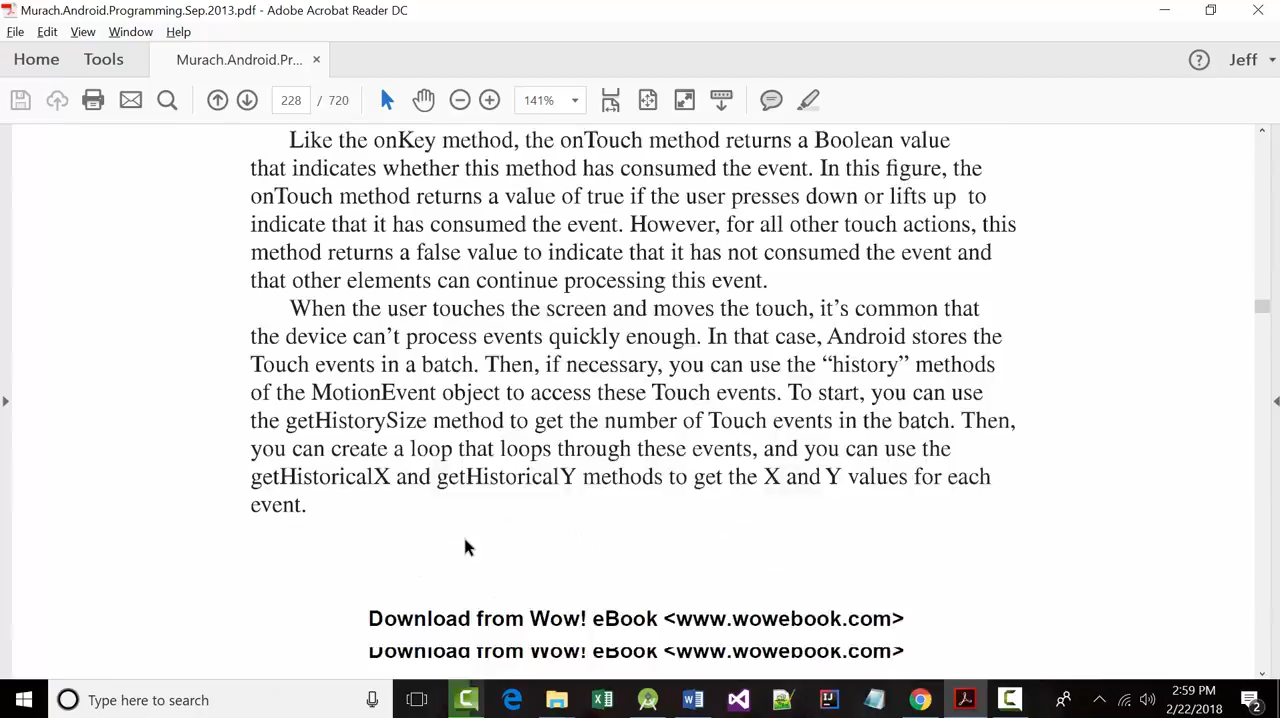 Murach.Android.Programming.Sep.2013.pdf - Adobe Acrobat Reader DC
File Edit View Window Help
Home Tools Murach.Android.Pr... × Jeff
228 / 720 141%
Like the onKey method, the onTouch method returns a Boolean value
that indicates whether this method has consumed the event. In this figure, the
onTouch method returns a value of true if the user presses down or lifts up to
indicate that it has consumed the event. However, for all other touch actions, this
method returns a false value to indicate that it has not consumed the event and
that other elements can continue processing this event.
When the user touches the screen and moves the touch, it’s common that
the device can’t process events quickly enough. In that case, Android stores the
Touch events in a batch. Then, if necessary, you can use the “history” methods
of the MotionEvent object to access these Touch events. To start, you can use
the getHistorySize method to get the number of Touch events in the batch. Then,
you can create a loop that loops through these events, and you can use the
getHistoricalX and getHistoricalY methods to get the X and Y values for each
event.
Download from Wow! eBook <www.wowebook.com>
Download from Wow! eBook <www.wowebook.com>
Type here to search
2:59 PM
2/22/2018
2